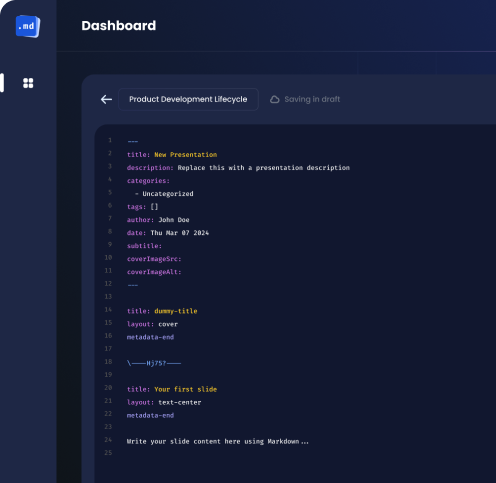 .md
Dashboard
Product Development Lifecycle
Saving in draft
1 ---
2 title: New Presentation
3 description: Replace this with a presentation description
4 categories:
5 - Uncategorized
6 tags: []
7 author: John Doe
8 date: Thu Mar 07 2024
9 subtitle:
10 coverImageSrc:
11 coverImageAlt:
12 ---
13
14 title: dummy-title
15 layout: cover
16 metadata-end
17
18 \----Hj75?----
19
20 title: Your first slide
21 layout: text-center
22 metadata-end
23
24 Write your slide content here using Markdown...
25